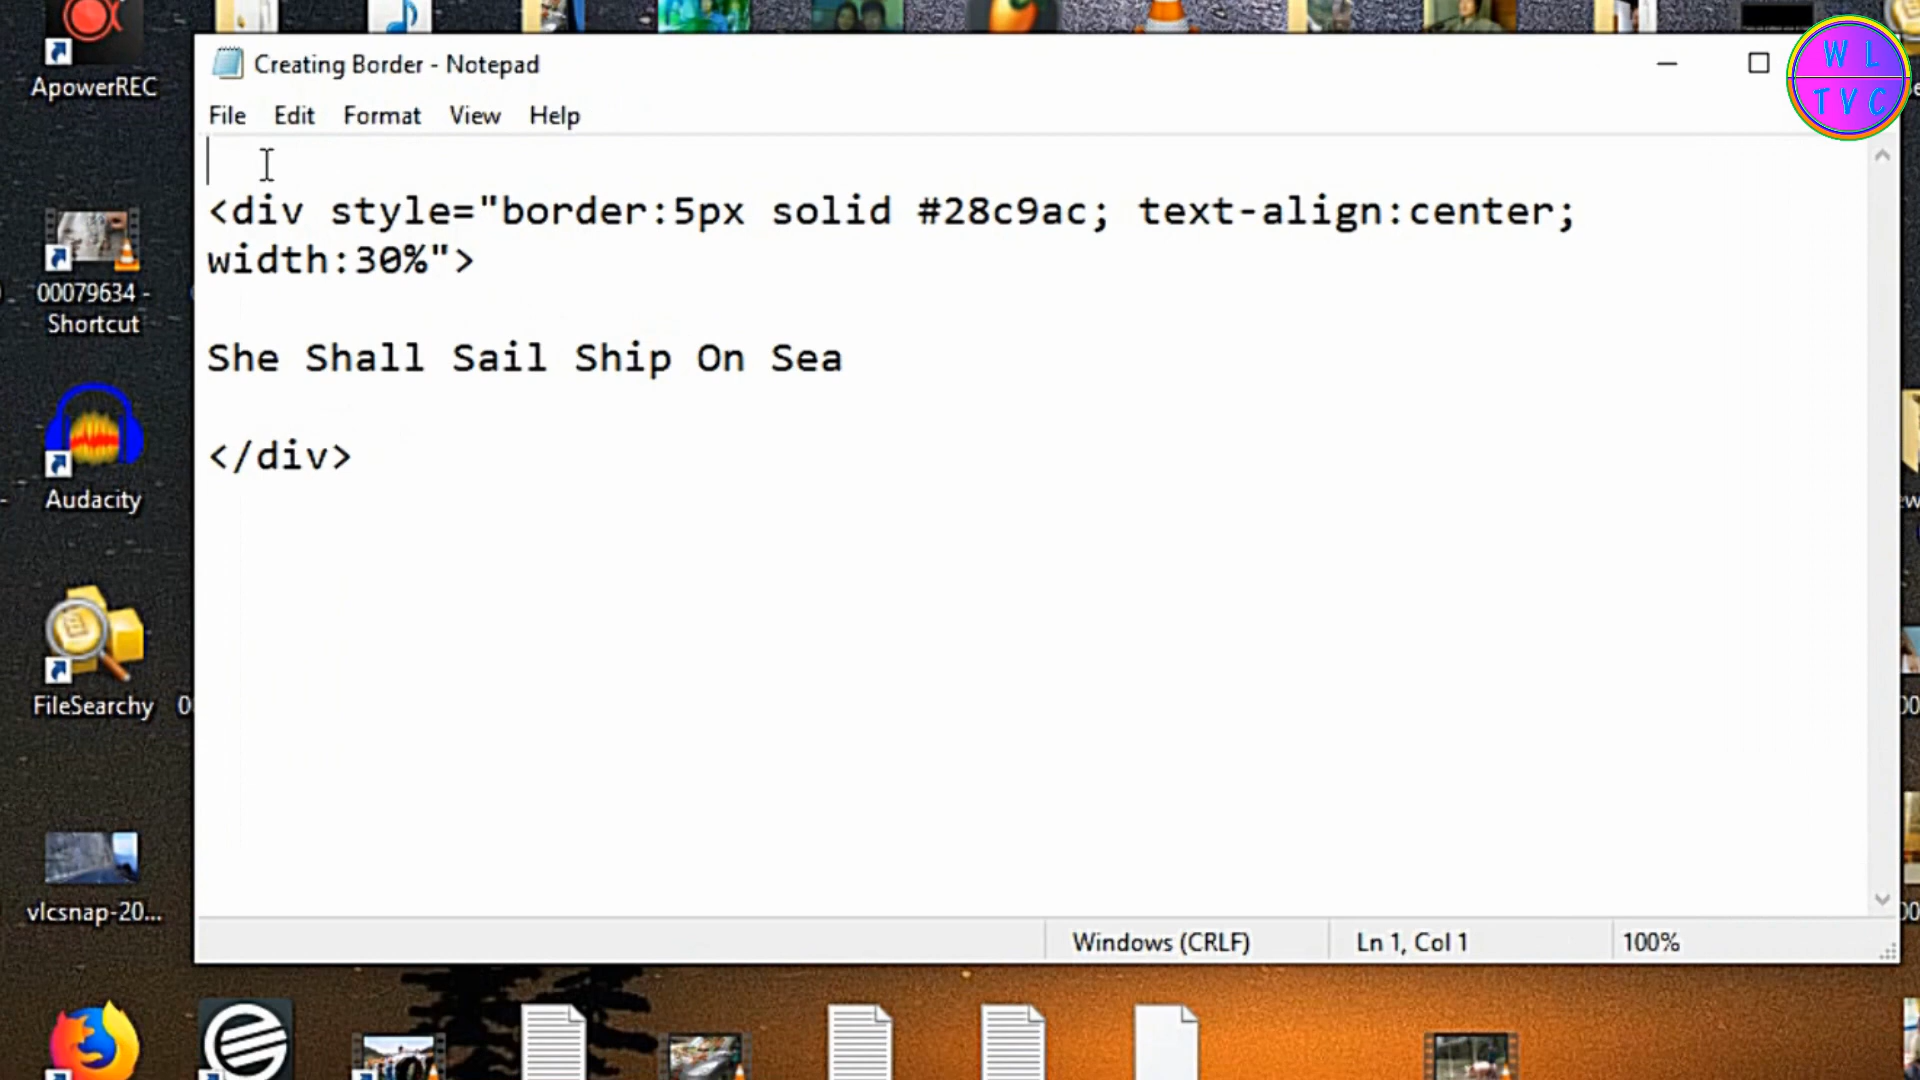 ApowerREC
Creating Border - Notepad
W L
T V C
File Edit Format View Help
<div style="border:5px solid #28c9ac; text-align:center;
width:30%">
00079634 -
Shortcut
She Shall Sail Ship On Sea
</div>
Audacity
FileSearchy
vlcsnap-20...
Windows (CRLF)
Ln 1, Col 1
100%